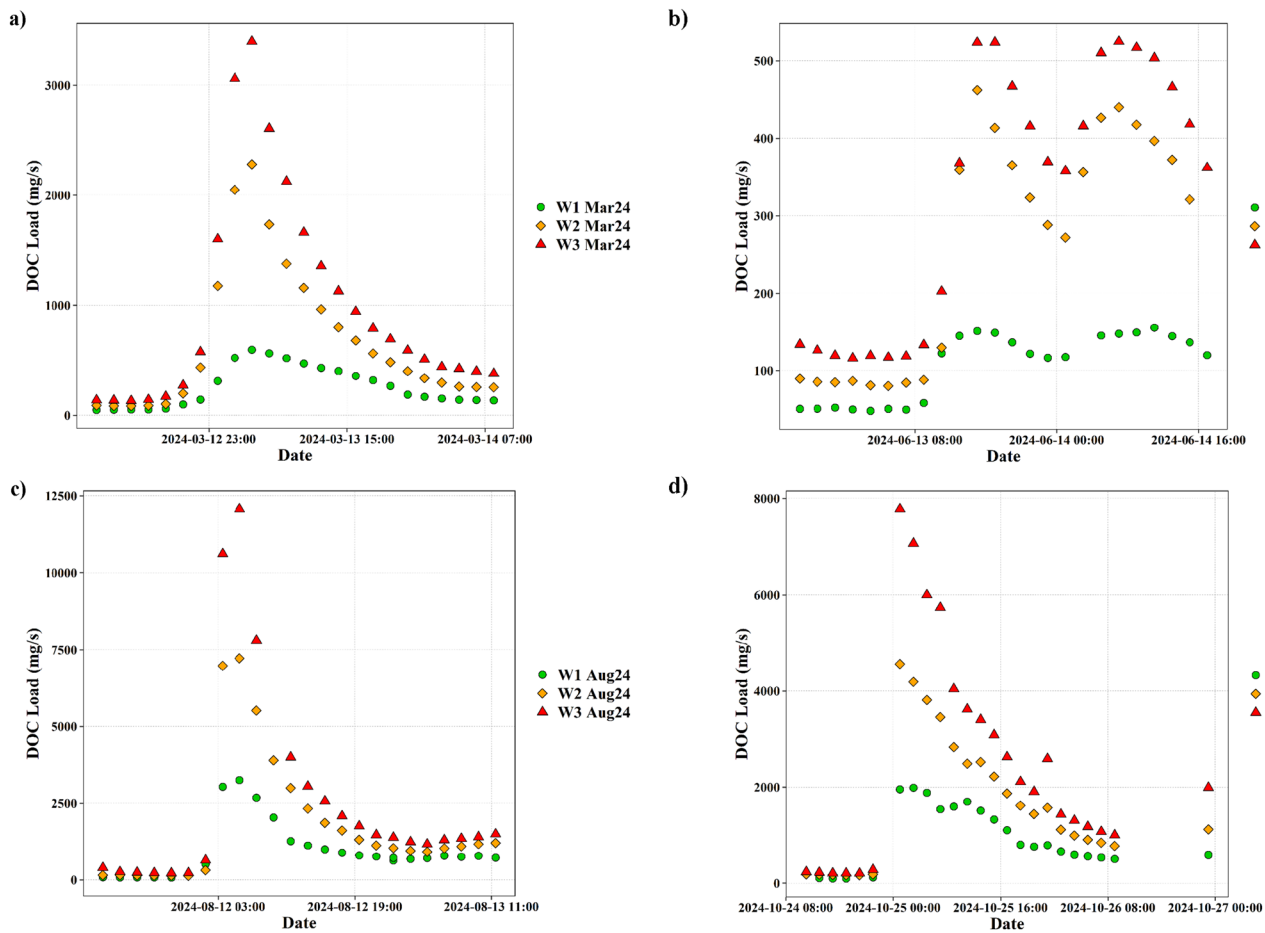 a)
3000
2000
1000
0
DOC Load (mg/s)
2024-03-12 23:00
2024-03-13 15:00
2024-03-14 07:00
Date
W1 Mar24
W2 Mar24
W3 Mar24
b)
500
400
300
200
100
DOC Load (mg/s)
2024-06-13 08:00
2024-06-14 00:00
2024-06-14 16:00
Date
c)
12500
10000
7500
5000
2500
0
DOC Load (mg/s)
2024-08-12 03:00
2024-08-12 19:00
2024-08-13 11:00
Date
W1 Aug24
W2 Aug24
W3 Aug24
d)
8000
6000
4000
2000
0
DOC Load (mg/s)
2024-10-24 08:00
2024-10-25 00:00
2024-10-25 16:00
2024-10-26 08:00
2024-10-27 00:00
Date